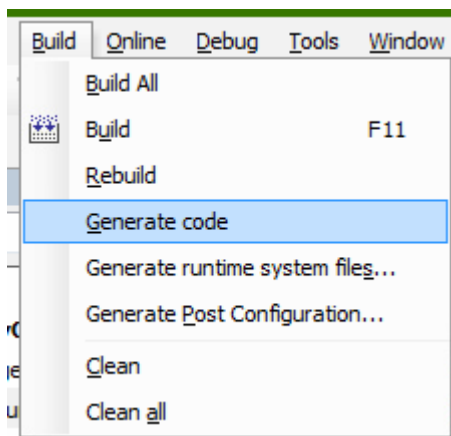 Build Online Debug Tools Window
Build All
Build F11
Rebuild
Generate code
Generate runtime system files...
Generate Post Configuration...
Clean
Clean all